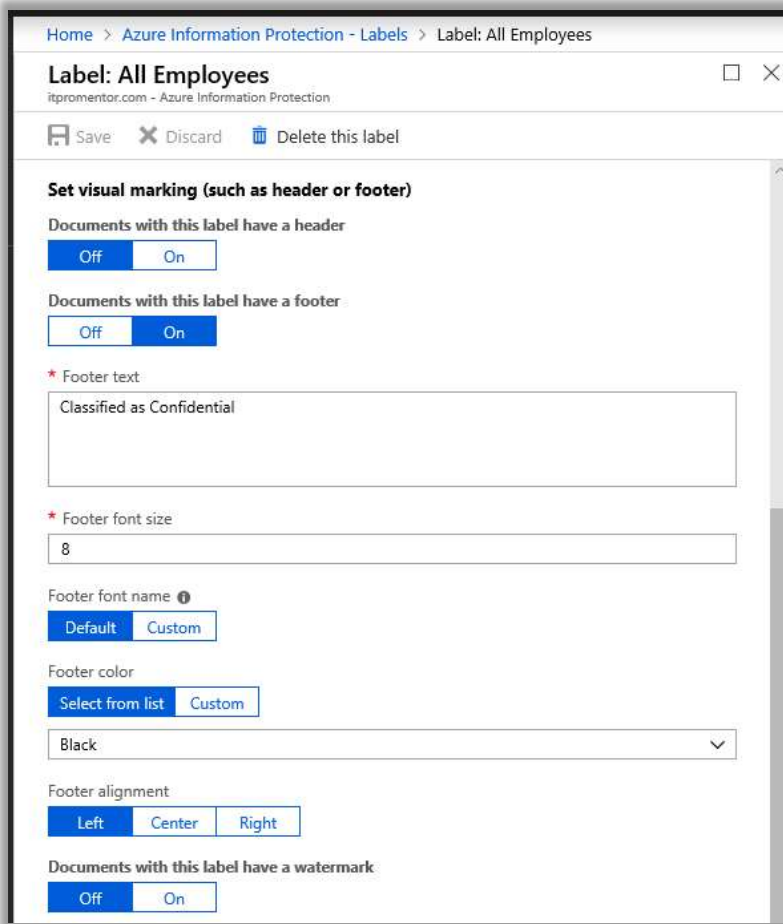 Home > Azure Information Protection - Labels > Label: All Employees
Label: All Employees
itpromentor.com - Azure Information Protection
Save Discard Delete this label
Set visual marking (such as header or footer)
Documents with this label have a header
Off On
Documents with this label have a footer
Off On
* Footer text
Classified as Confidential
* Footer font size
8
Footer font name
Default Custom
Footer color
Select from list Custom
Black
Footer alignment
Left Center Right
Documents with this label have a watermark
Off On